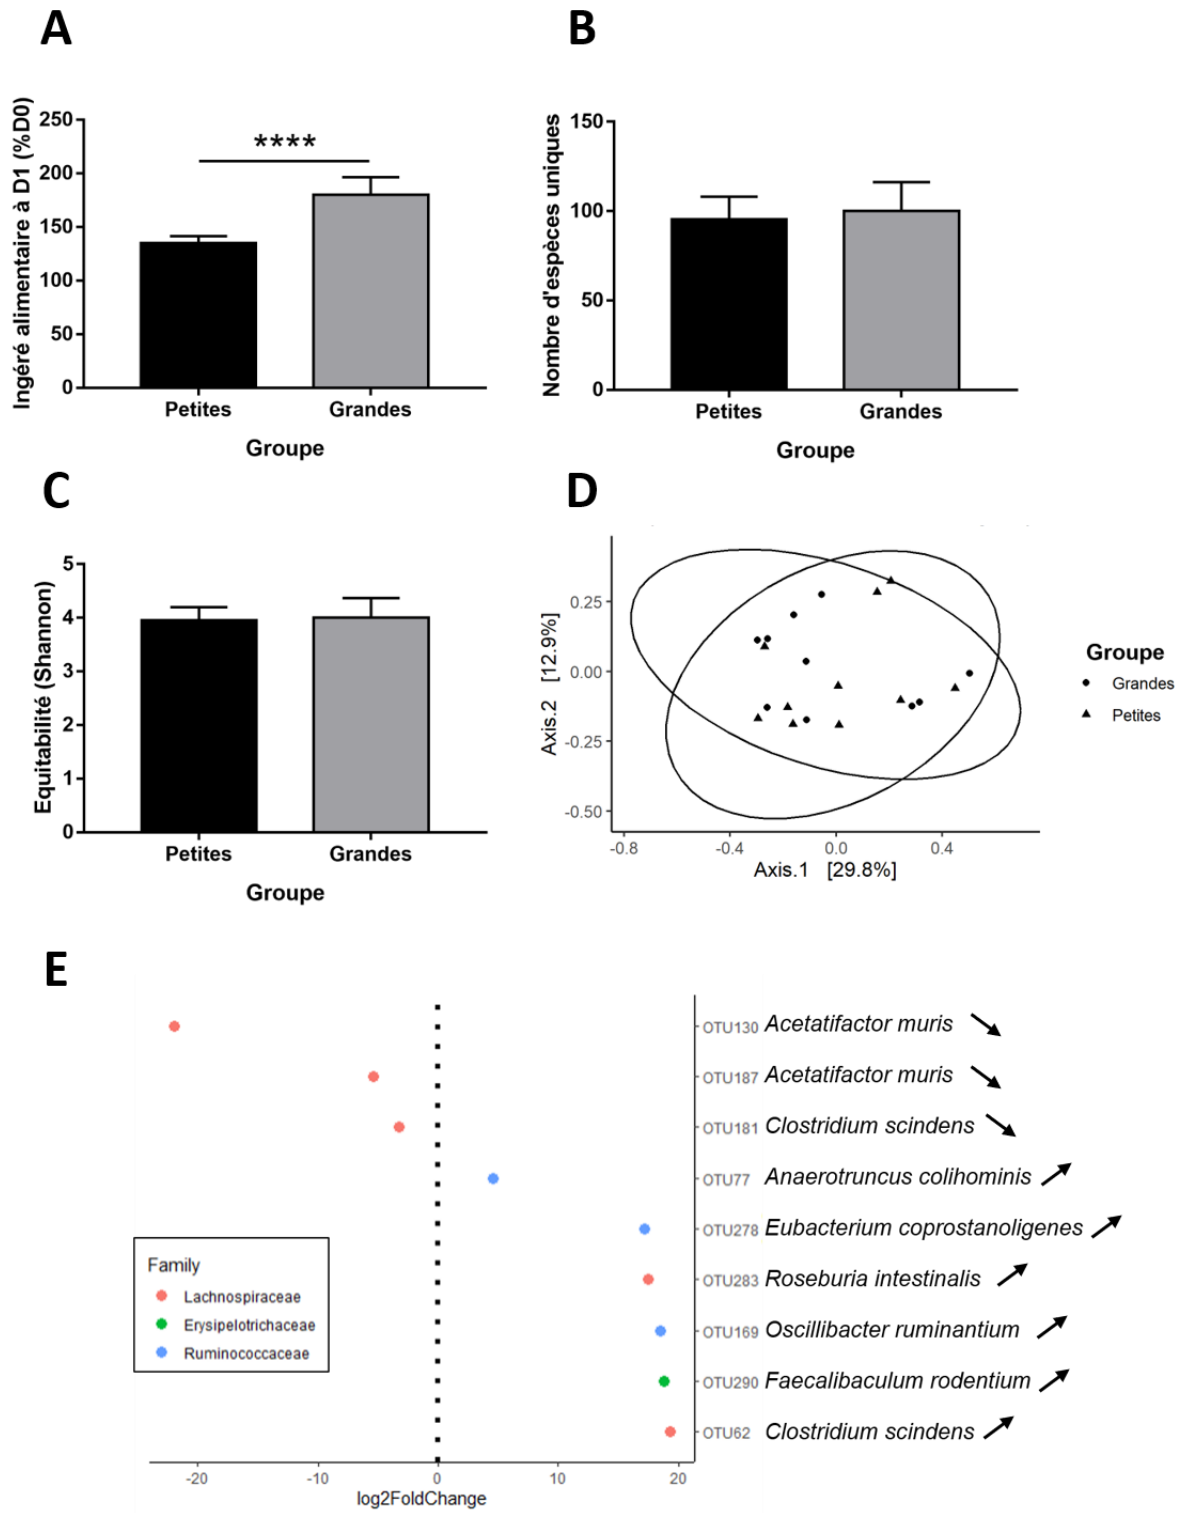 A
Ingéré alimentaire à D1 (%D0)
250
200
150
100
50
0
****
Petites
Grandes
Groupe
B
Nombre d'espèces uniques
150
100
50
0
Petites
Grandes
Groupe
C
Equitabilité (Shannon)
5
4
3
2
1
0
Petites
Grandes
Groupe
D
Axis.2 [12.9%]
0.25
0.00
-0.25
-0.50
-0.8
-0.4
0.0
0.4
Axis.1 [29.8%]
Groupe
Grandes
Petites
E
OTU130 Acetatifactor muris
OTU187 Acetatifactor muris
OTU181 Clostridium scindens
OTU77 Anaerotruncus colihominis
OTU278 Eubacterium coprostanoligenes
OTU283 Roseburia intestinalis
OTU169 Oscillibacter ruminantium
OTU290 Faecalibaculum rodentium
OTU62 Clostridium scindens
Family
Lachnospiraceae
Erysipelotrichaceae
Ruminococcaceae
-20
-10
0
10
20
log2FoldChange